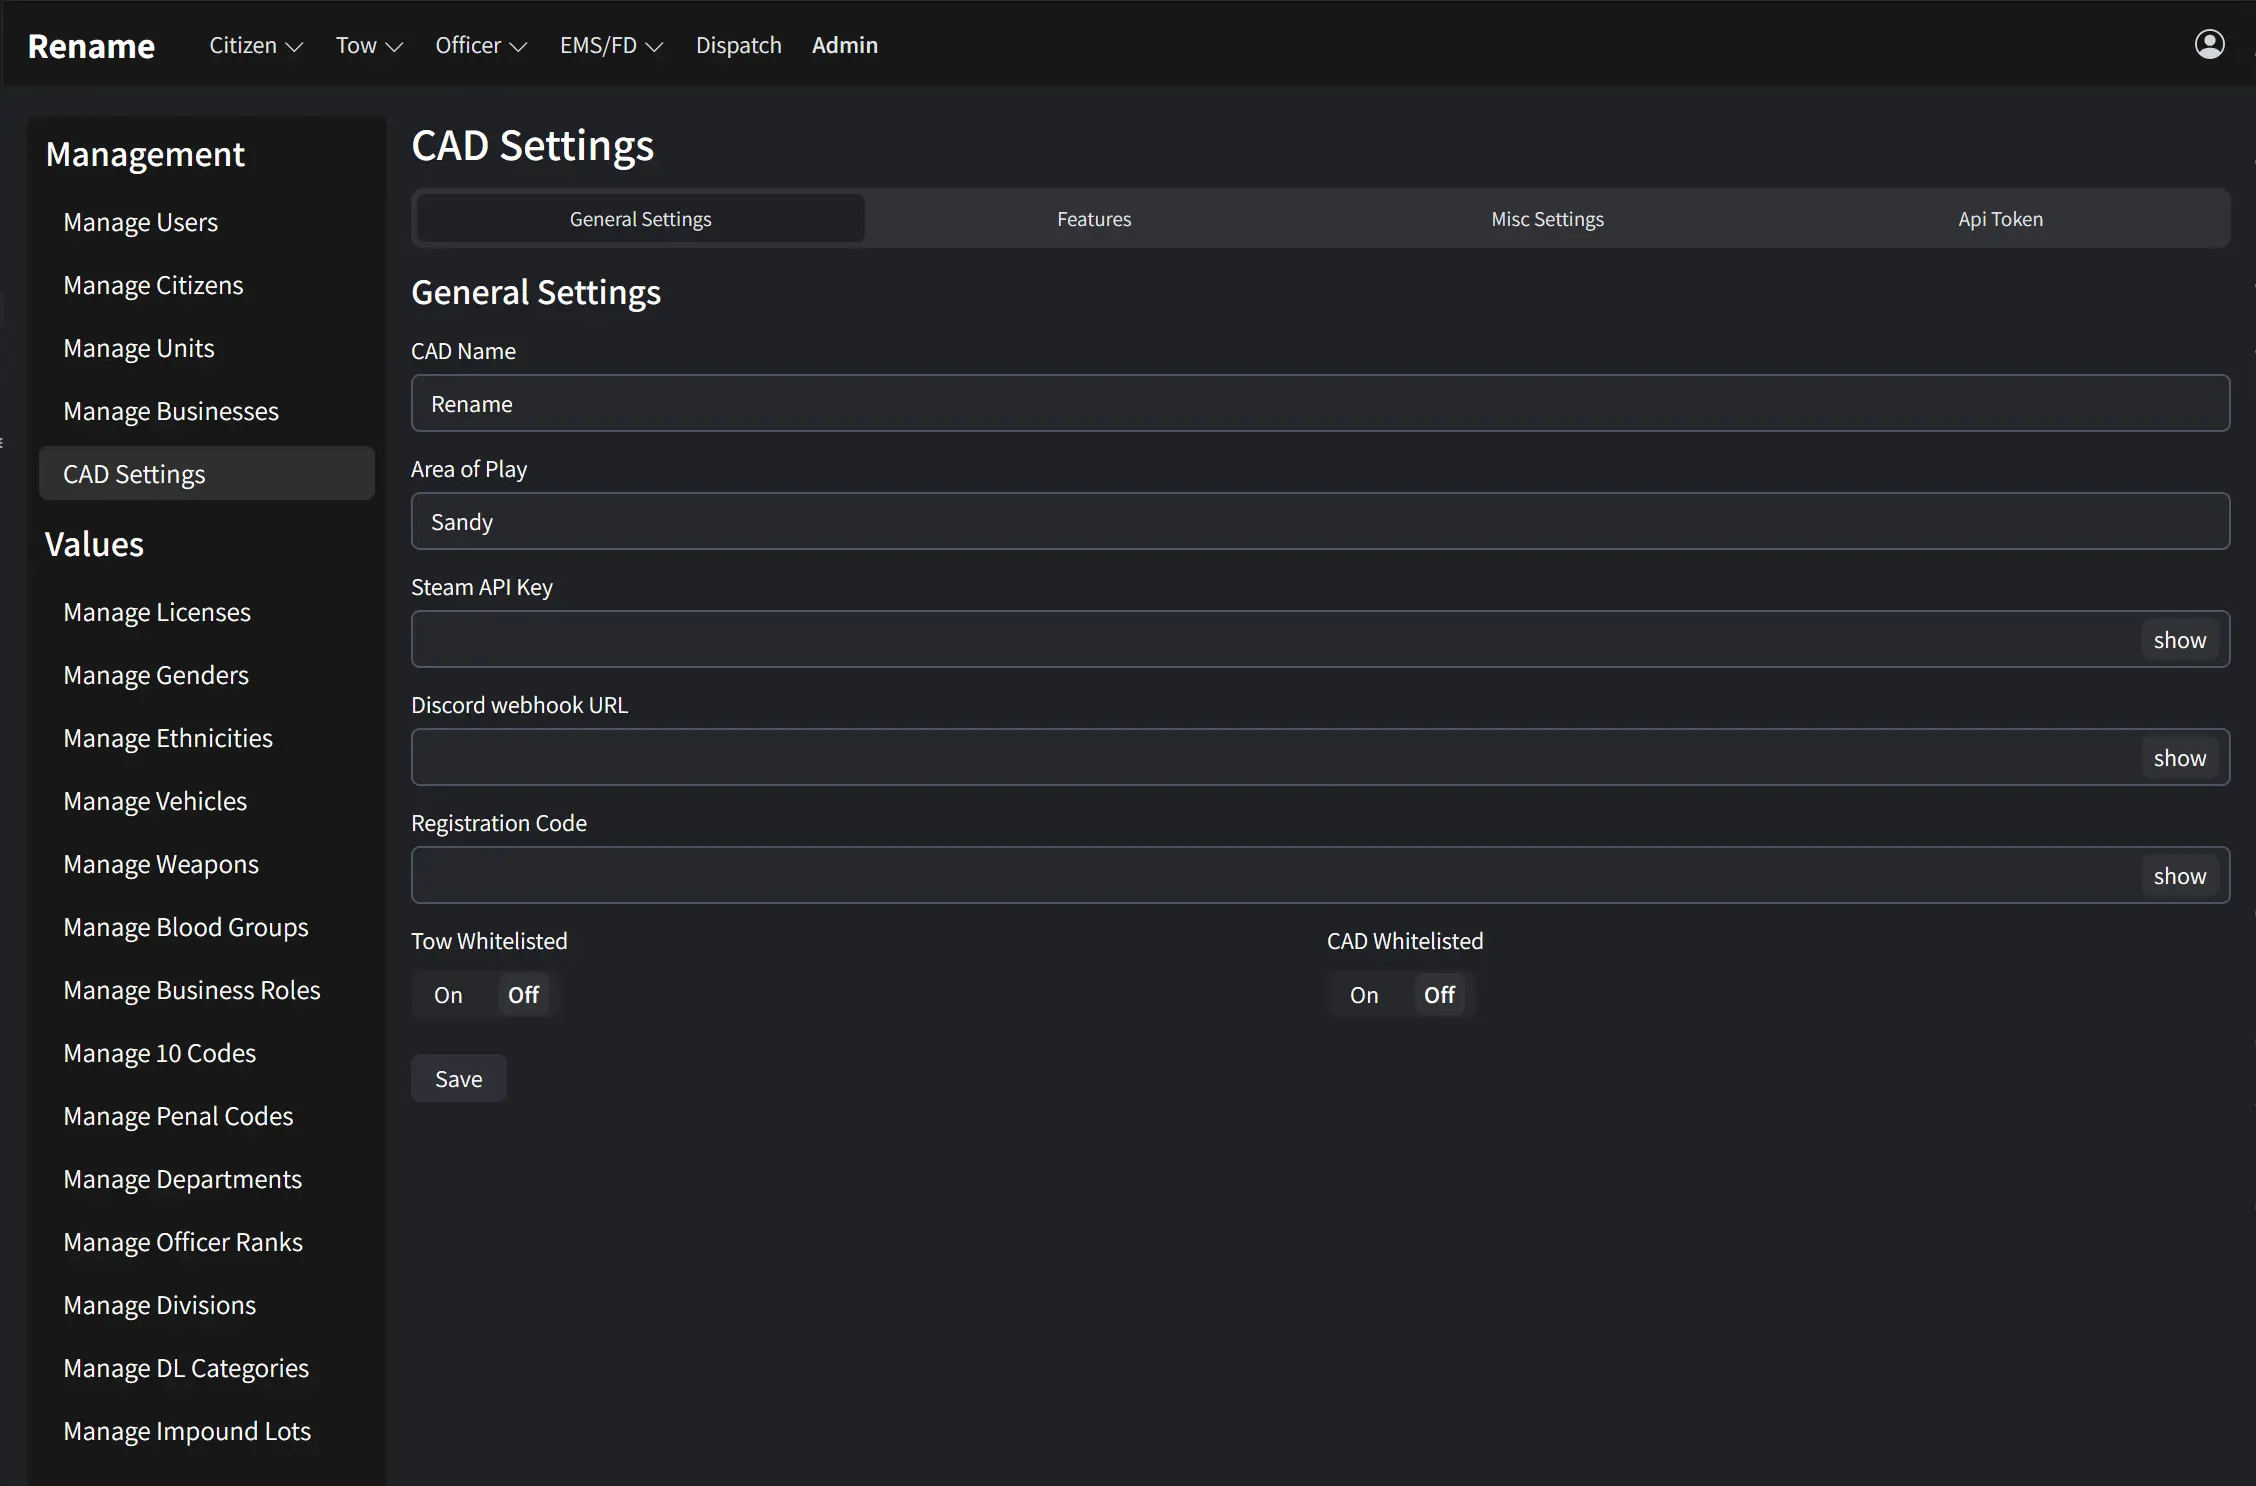 Rename
Citizen
Tow
Officer
EMS/FD
Dispatch
Admin
Management
Manage Users
Manage Citizens
Manage Units
Manage Businesses
CAD Settings
Values
Manage Licenses
Manage Genders
Manage Ethnicities
Manage Vehicles
Manage Weapons
Manage Blood Groups
Manage Business Roles
Manage 10 Codes
Manage Penal Codes
Manage Departments
Manage Officer Ranks
Manage Divisions
Manage DL Categories
Manage Impound Lots
CAD Settings
General Settings
Features
Misc Settings
Api Token
General Settings
CAD Name
Rename
Area of Play
Sandy
Steam API Key
show
Discord webhook URL
show
Registration Code
show
Tow Whitelisted
On Off
CAD Whitelisted
On Off
Save